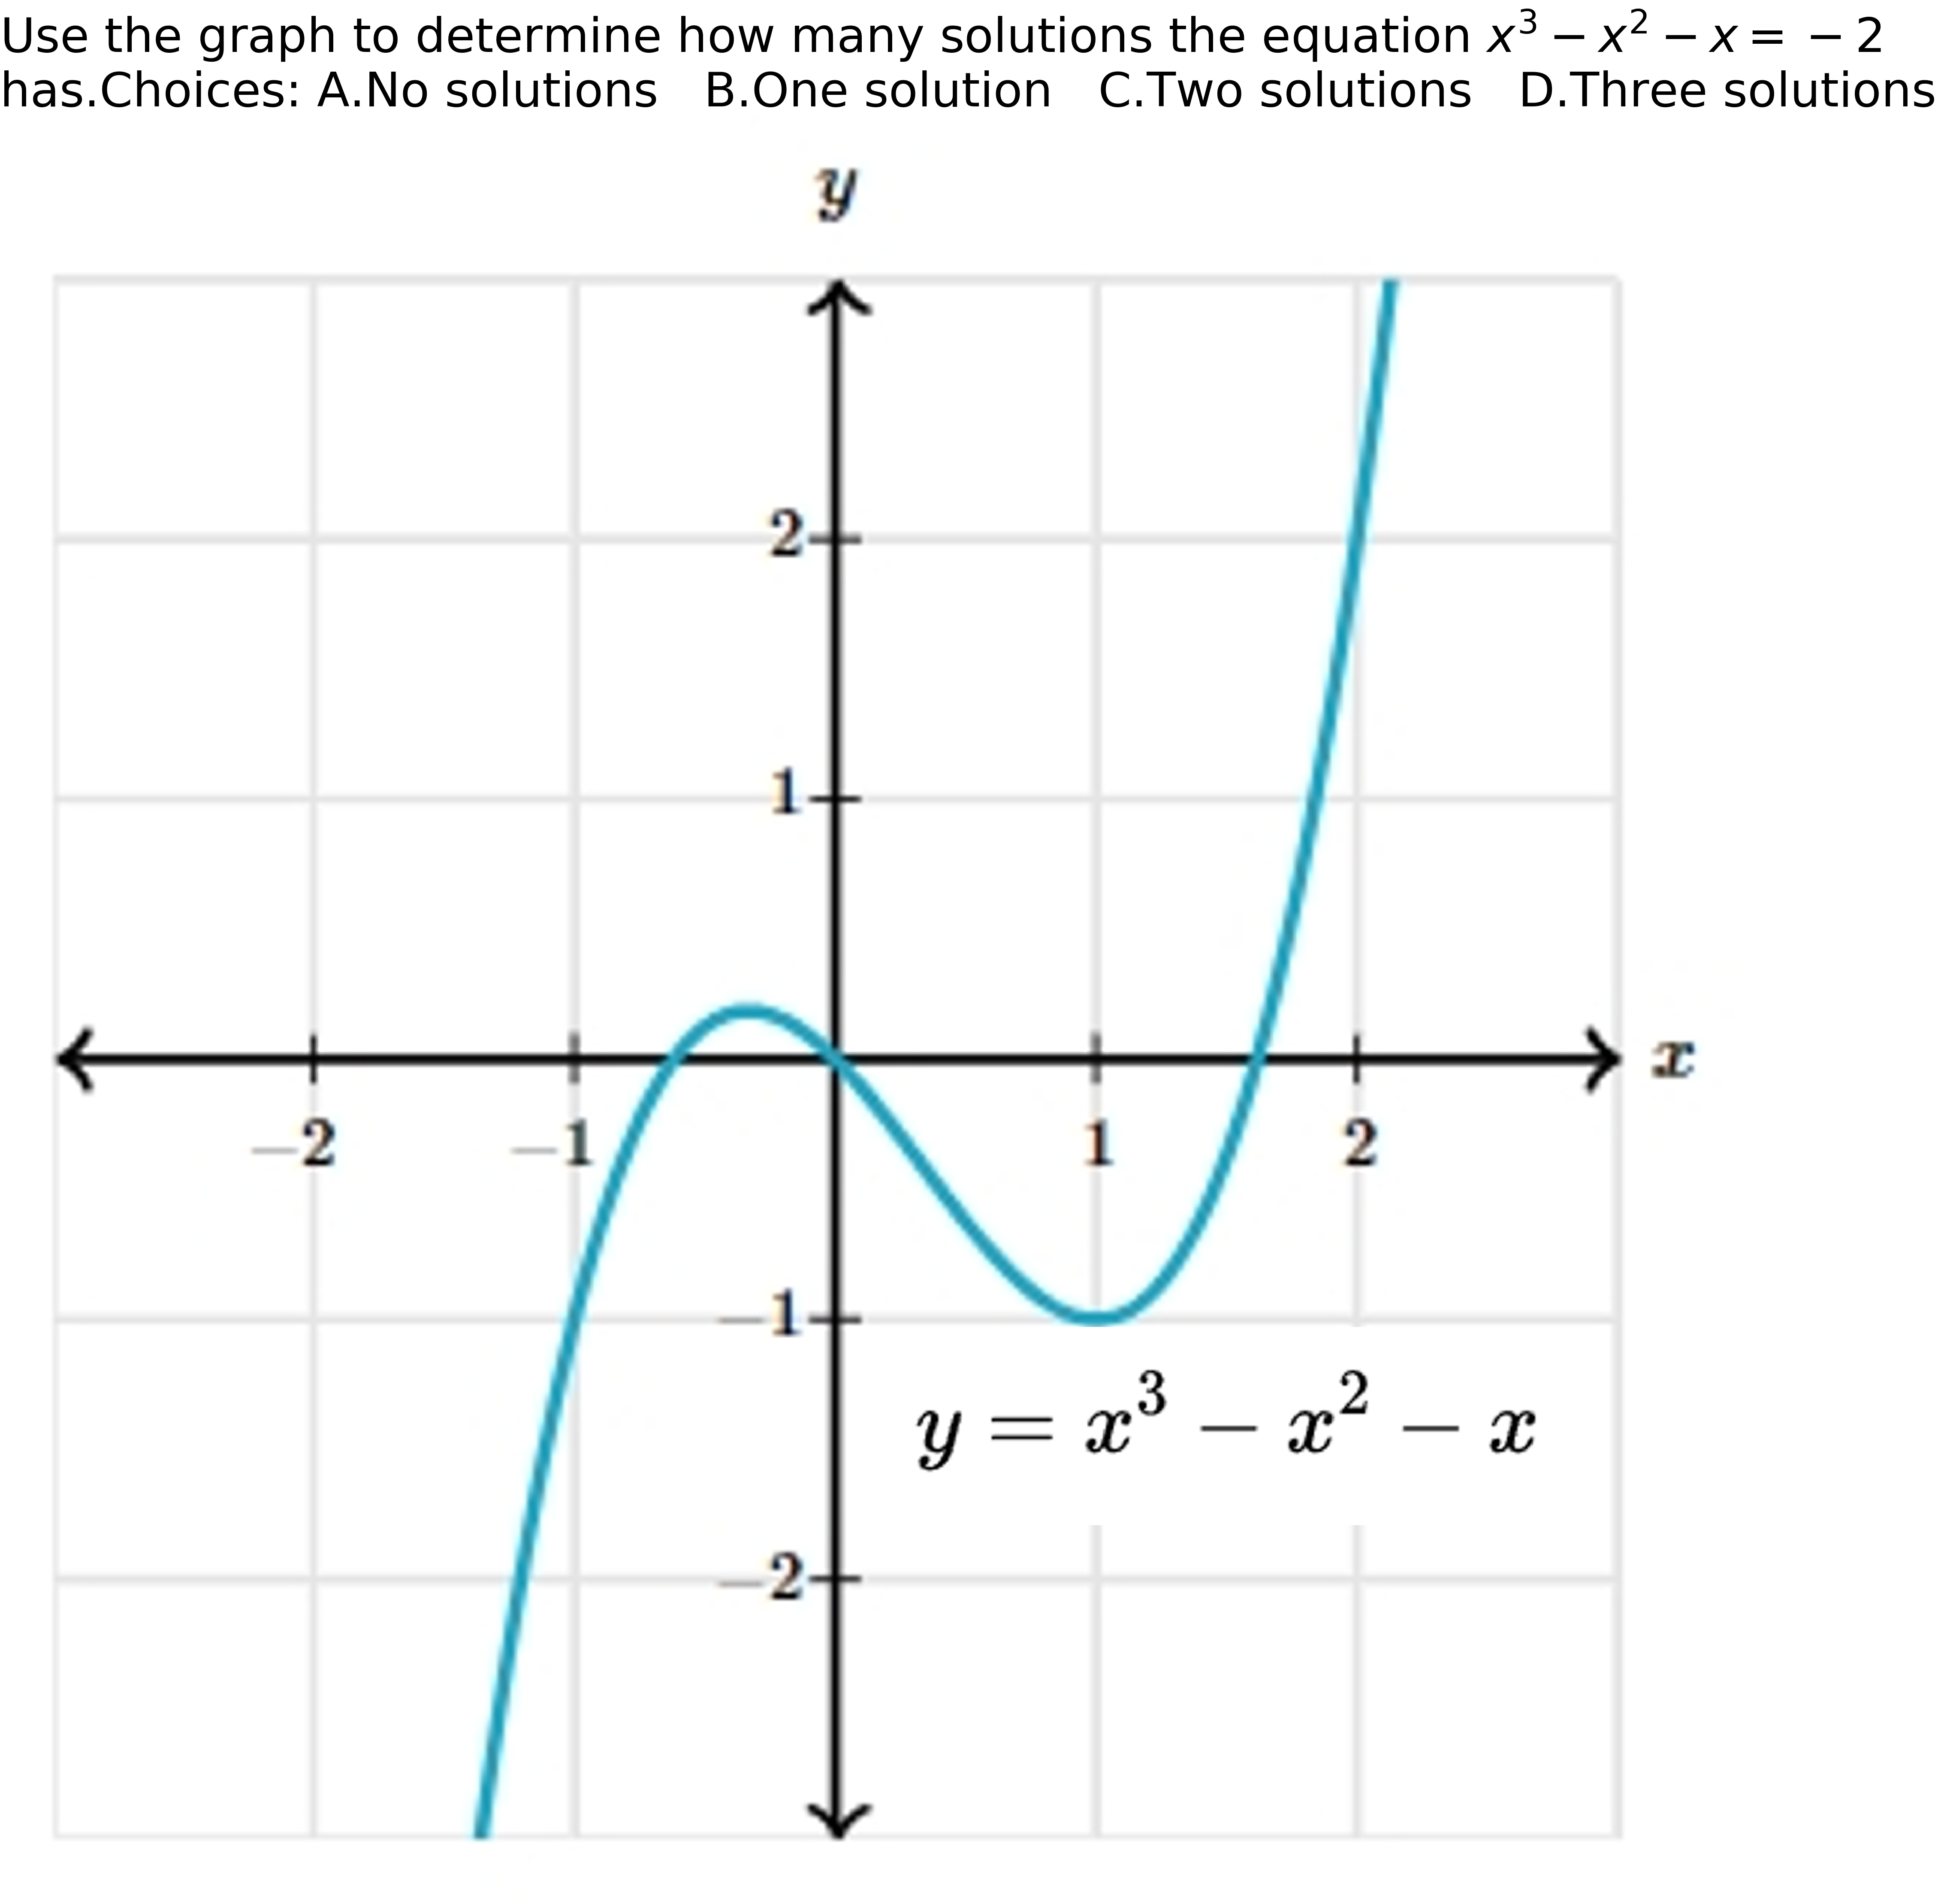 Use the graph to determine how many solutions the equation $x^3 - x^2 - x = -2$
has.Choices: A.No solutions B.One solution C.Two solutions D.Three solutions
y
2
1
x
−2 −1 1 2
−1
$y = x^3 - x^2 - x$
−2